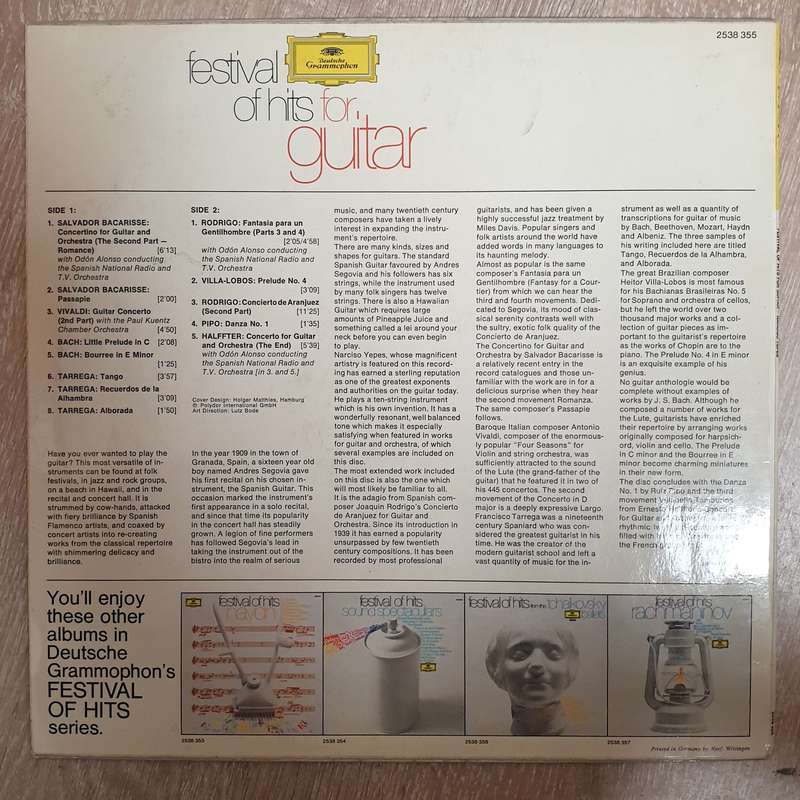 2538 355
festival
Deutsche
Grammophon
of hits for
guitar
SIDE 1:
1. SALVADOR BACARISSE:
Concertino for Guitar and
Orchestra (The Second Part —
Romance) [6'13]
with Odón Alonso conducting
the Spanish National Radio and
T.V. Orchestra
2. SALVADOR BACARISSE:
Passapie [2'00]
3. VIVALDI: Guitar Concerto
(2nd Part) with the Paul Kuentz
Chamber Orchestra [4'50]
4. BACH: Little Prelude in C [2'08]
5. BACH: Bourree in E Minor
[1'25]
6. TARREGA: Tango [3'57]
7. TARREGA: Recuerdos de la
Alhambra [3'09]
8. TARREGA: Alborada [1'50]
SIDE 2:
1. RODRIGO: Fantasia para un
Gentilhombre (Parts 3 and 4)
[2'05/4'58]
with Odón Alonso conducting
the Spanish National Radio and
T.V. Orchestra
2. VILLA-LOBOS: Prelude No. 4
[3'09]
3. RODRIGO: Concierto de Aranjuez
(Second Part) [11'25]
4. PIPO: Danza No. 1 [1'35]
5. HALFFTER: Concerto for Guitar
and Orchestra (The End) [5'39]
with Odón Alonso conducting
the Spanish National Radio and
T.V. Orchestra [in 3. and 5.]
Cover Design: Holger Matthies, Hamburg
℗ Polydor International GmbH
Art Direction: Lutz Bode
Have you ever wanted to play the
guitar? This most versatile of in-
struments can be found at folk
festivals, in jazz and rock groups,
on a beach in Hawaii, and in the
recital and concert hall. It is
strummed by cow-hands, attacked
with fiery brilliance by Spanish
Flamenco artists, and coaxed by
concert artists into re-creating
works from the classical repertoire
with shimmering delicacy and
brilliance.
In the year 1909 in the town of
Granada, Spain, a sixteen year old
boy named Andres Segovia gave
his first recital on his chosen in-
strument, the Spanish Guitar. This
occasion marked the instrument's
first appearance in a solo recital,
and since that time its popularity
in the concert hall has steadily
grown. A legion of fine performers
has followed Segovia's lead in
taking the instrument out of the
bistro into the realm of serious
music, and many twentieth century
composers have taken a lively
interest in expanding the instru-
ment's repertoire.
There are many kinds, sizes and
shapes for guitars. The standard
Spanish Guitar favoured by Andres
Segovia and his followers has six
strings, while the instrument used
by many folk singers has twelve
strings. There is also a Hawaiian
Guitar which requires large
amounts of Pineapple Juice and
something called a lei around your
neck before you can even begin
to play.
Narciso Yepes, whose magnificent
artistry is featured on this record-
ing has earned a sterling reputation
as one of the greatest exponents
and authorities on the guitar today.
He plays a ten-string instrument
which is his own invention. It has a
wonderfully resonant, well balanced
tone which makes it especially
satisfying when featured in works
for guitar and orchestra, of which
several examples are included on
this disc.
The most extended work included
on this disc is also the one which
will most likely be familiar to all.
It is the adagio from Spanish com-
poser Joaquin Rodrigo's Concierto
de Aranjuez for Guitar and
Orchestra. Since its introduction in
1939 it has earned a popularity
unsurpassed by few twentieth
century compositions. It has been
recorded by most professional
guitarists, and has been given a
highly successful jazz treatment by
Miles Davis. Popular singers and
folk artists around the world have
added words in many languages to
its haunting melody.
Almost as popular is the same
composer's Fantasia para un
Gentilhombre (Fantasy for a Cour-
tier) from which we can hear the
third and fourth movements. Dedi-
cated to Segovia, its mood of clas-
sical serenity contrasts well with
the sultry, exotic folk quality of the
Concierto de Aranjuez.
The Concertino for Guitar and
Orchestra by Salvador Bacarisse is
a relatively recent entry in the
record catalogues and those un-
familiar with the work are in for a
delicious surprise when they hear
the second movement Romance.
The same composer's Passapie
follows.
Baroque Italian composer Antonio
Vivaldi, composer of the enormous-
ly popular "Four Seasons" for
Violin and string orchestra, was
sufficiently attracted to the sound
of the Lute (the grand-father of the
guitar) that he featured it in two of
his 445 concertos. The second
movement of the Concerto in D
major is a deeply expressive Largo.
Francisco Tarrega was a nineteenth
century Spaniard who was con-
sidered the greatest guitarist in his
time. He was the creator of the
modern guitarist school and left a
vast quantity of music for the in-
strument as well as a quantity of
transcriptions for guitar of music
by Bach, Beethoven, Mozart, Haydn
and Albeniz. The three samples of
his writing included here are titled
Tango, Recuerdos de la Alhambra,
and Alborada.
The great Brazilian composer
Heitor Villa-Lobos is most famous
for his Bachianas Brasileiras No. 5
for Soprano and orchestra of cellos,
but he left the world over two
thousand major works and a col-
lection of guitar pieces as im-
portant to the guitarist's repertoire
as the works of Chopin are to the
piano. The Prelude No. 4 in E minor
is an exquisite example of his
genius.
No guitar anthology would be
complete without examples of
works by J. S. Bach. Although he
composed a number of works for
the Lute, guitarists have enriched
their repertoire by arranging works
originally composed for harpsich-
ord, violin and cello. The Prelude
in C minor and the Bourree in E
minor become charming miniatures
in their new form.
The disc concludes with the Danza
No. 1 by Ruiz Pipo and the third
movement
from Ernesto
for Guitar
rhythmic
filled with
the French
You'll enjoy
these other
albums in
Deutsche
Grammophon's
FESTIVAL
OF HITS
series.
festival of hits
haydn
festival of hits
sound spectaculars
festival of hits from the tchaikovsky
ballets
festival of hits
rachmaninov
2538 353
2538 354
2538 356
2538 357
Printed in Germany by Neef, Wittingen